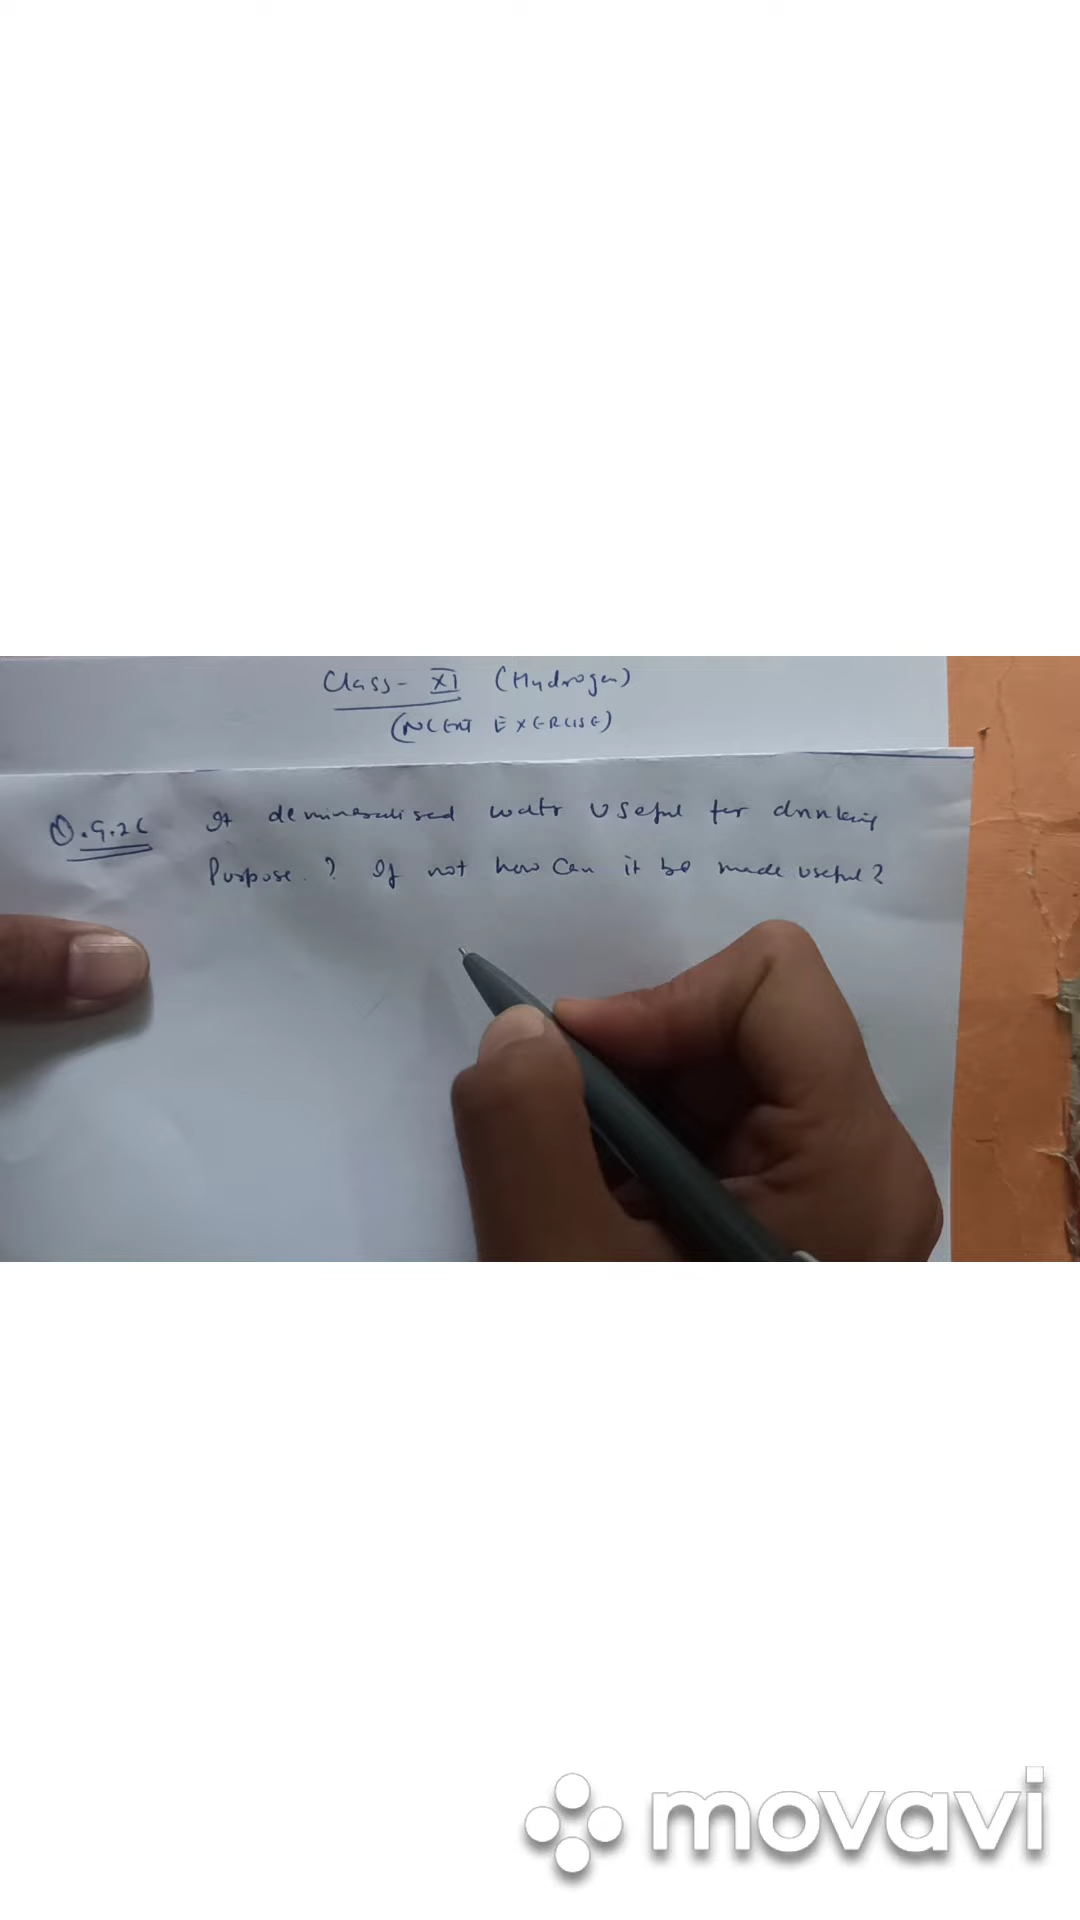 Class- XI (Hydrogen)
(NCERT EXERCISE)
Q.9.26 Is demineralised water useful for drinking
Purpose. ? If not how can it be made useful?
movavi